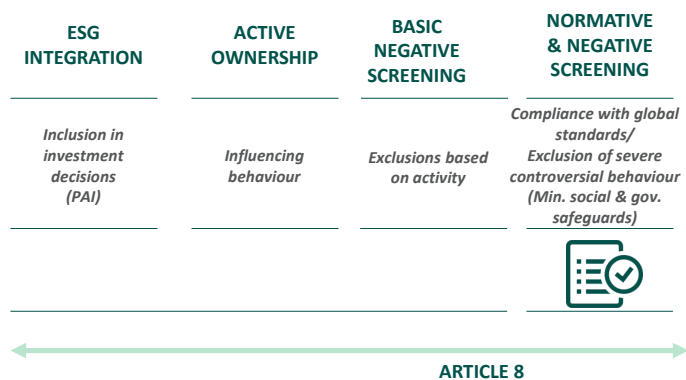 ESG
INTEGRATION
ACTIVE
OWNERSHIP
BASIC
NEGATIVE
SCREENING
NORMATIVE
& NEGATIVE
SCREENING
Inclusion in
investment
decisions
(PAI)
Influencing
behaviour
Exclusions based
on activity
Compliance with global
standards/
Exclusion of severe
controversial behaviour
(Min. social & gov.
safeguards)
ARTICLE 8